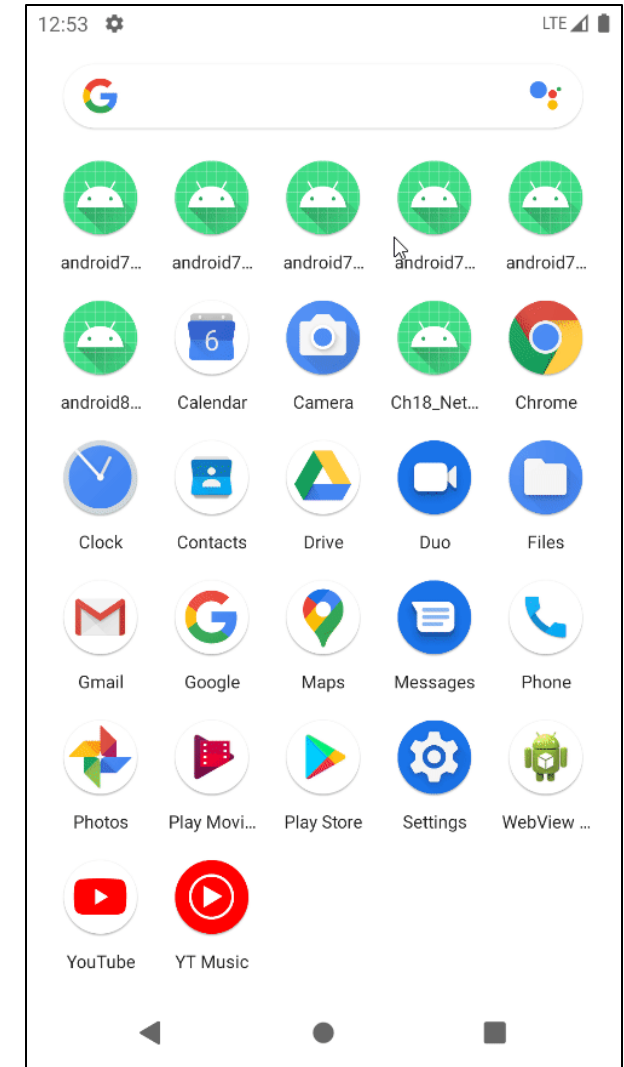 12:53 LTE
android7... android7... android7... android7... android7...
6
android8... Calendar Camera Ch18_Net... Chrome
Clock Contacts Drive Duo Files
Gmail Google Maps Messages Phone
Photos Play Movi... Play Store Settings WebView ...
YouTube YT Music